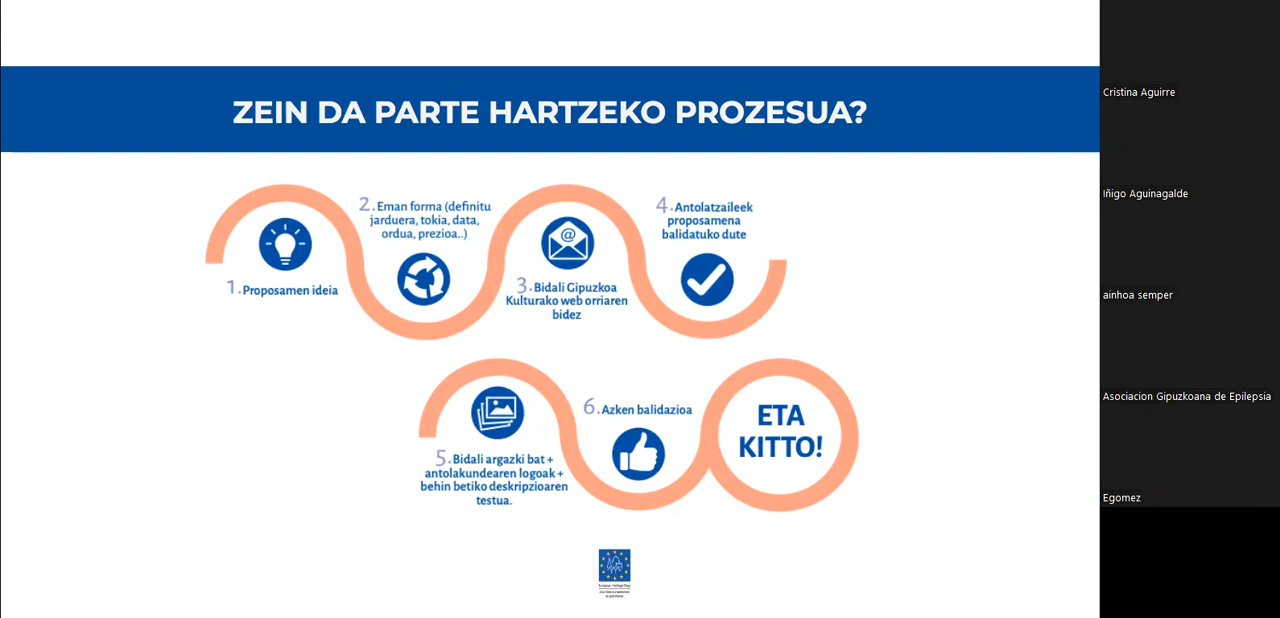 ZEIN DA PARTE HARTZEKO PROZESUA?
1.Proposamen ideia
2.Eman forma (definitu
jarduera, tokia, data,
ordua, prezioa..)
@
3.Bidali Gipuzkoa
Kulturako web orriaren
bidez
4.Antolatzaileek
proposamena
balidatuko dute
5.Bidali argazki bat +
antolakundearen logoak +
behin betiko deskripzioaren
testua.
6.Azken balidazioa
ETA
KITTO!
Cristina Aguirre
Iñigo Aguinagalde
ainhoa semper
Asociacion Gipuzkoana de Epilepsia
Egomez